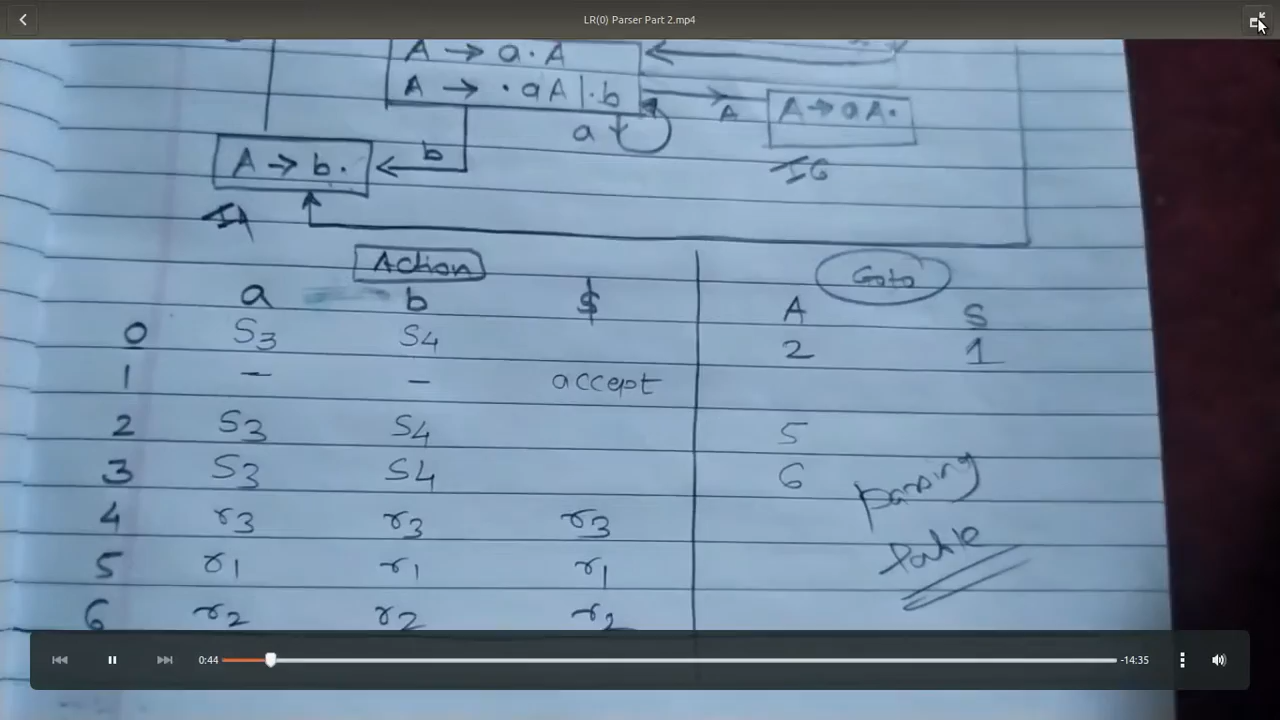 LR(0) Parser Part 2.mp4
A → a·A
A → ·aA|·b
A A → aA·
a
b
A → b·
I6
Action Goto
a b $ A S
0 S3 S4 2 1
1 – – accept
2 S3 S4 5
3 S3 S4 6
parsing
4 r3 r3 r3
table
5 r1 r1 r1
6 r2 r2 r2
0:44 -14:35